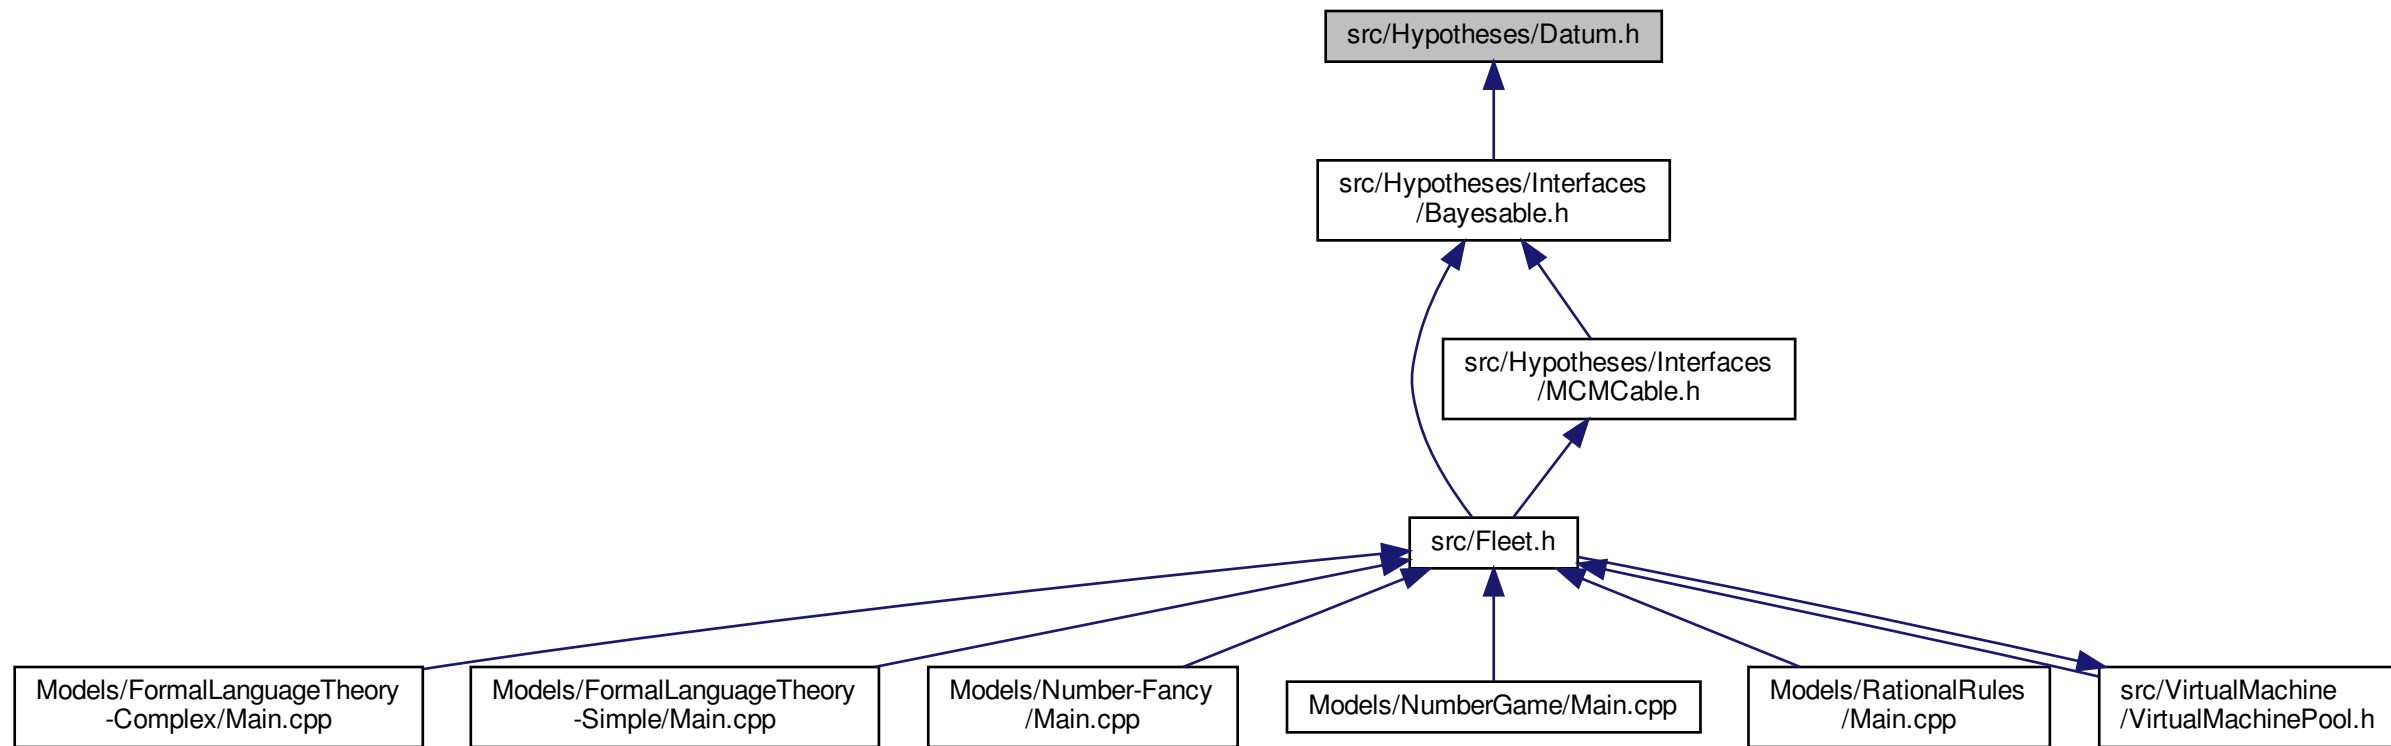 src/Hypotheses/Datum.h
src/Hypotheses/Interfaces
/Bayesable.h
src/Hypotheses/Interfaces
/MCMCable.h
src/Fleet.h
Models/FormalLanguageTheory
-Complex/Main.cpp
Models/FormalLanguageTheory
-Simple/Main.cpp
Models/Number-Fancy
/Main.cpp
Models/NumberGame/Main.cpp
Models/RationalRules
/Main.cpp
src/VirtualMachine
/VirtualMachinePool.h